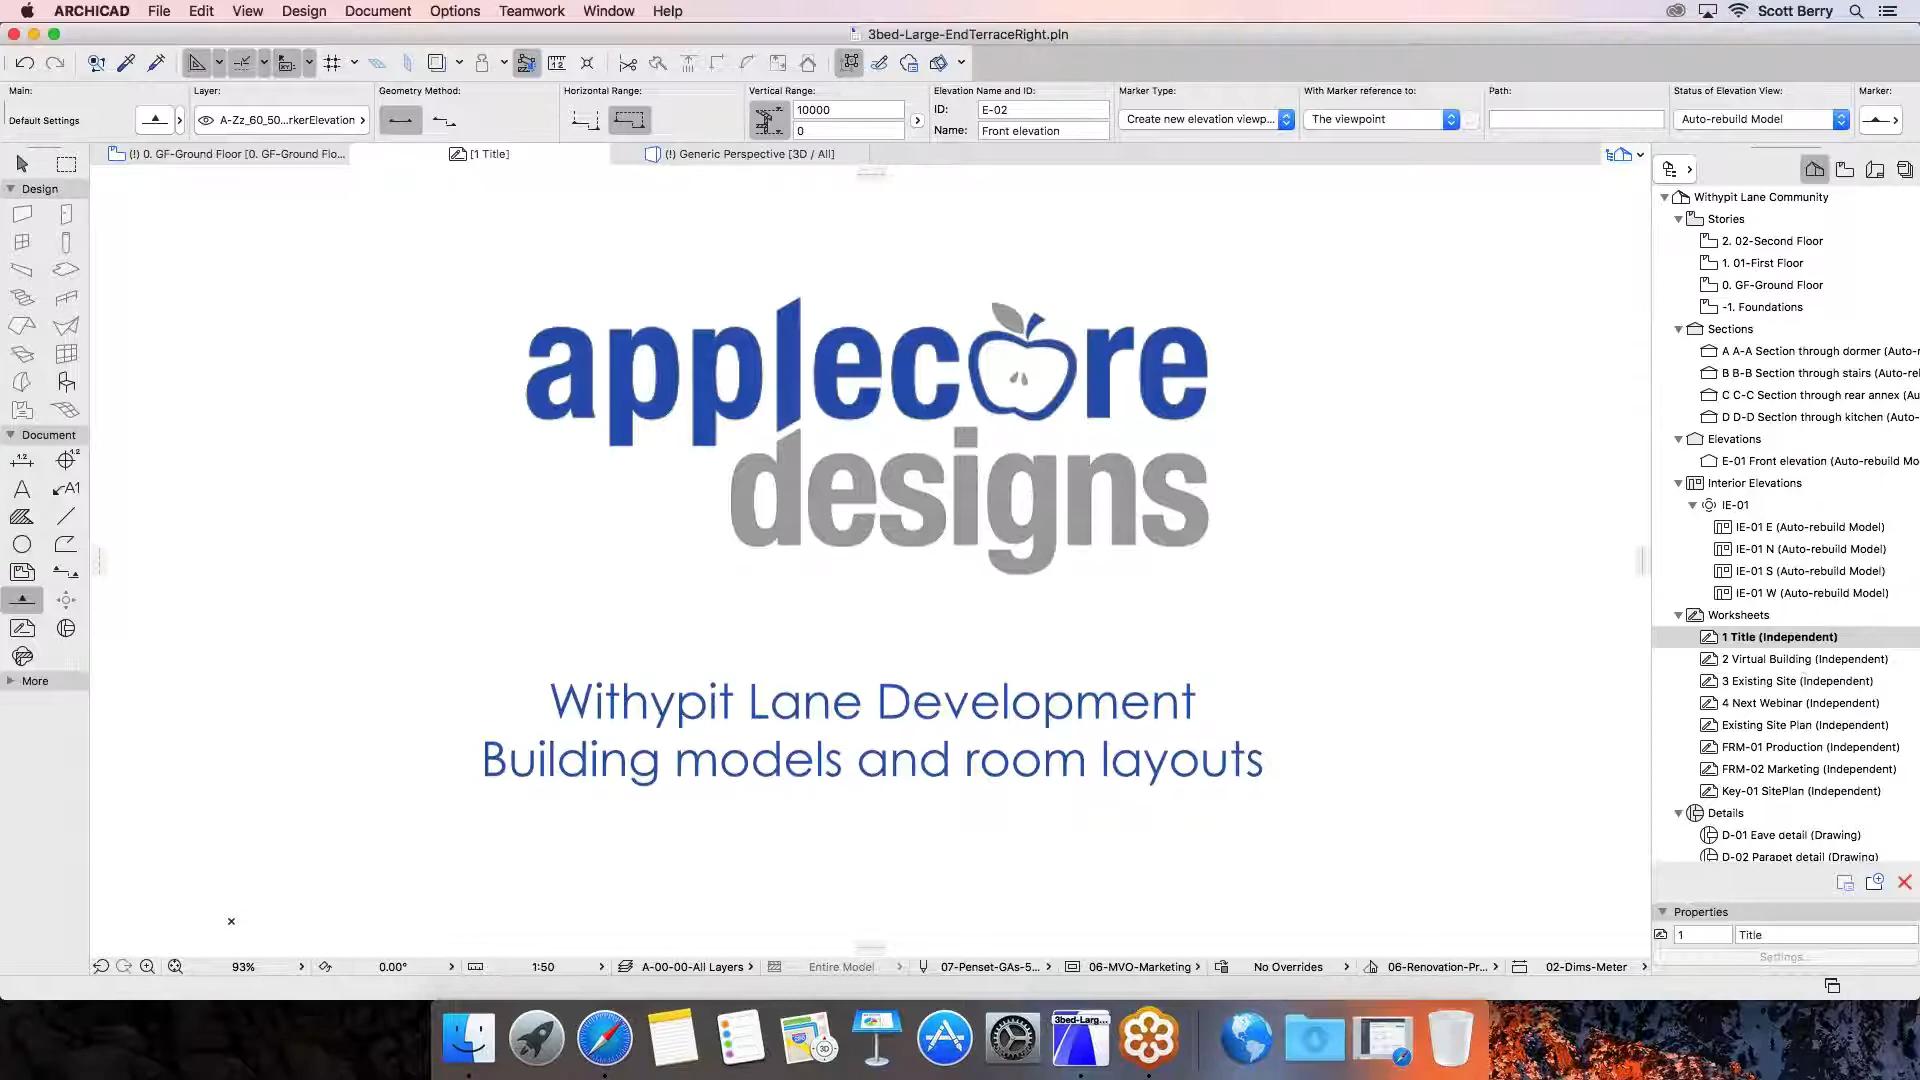 ARCHICAD File Edit View Design Document Options Teamwork Window Help Scott Berry
3bed-Large-EndTerraceRight.pln
Main: Layer: Geometry Method: Horizontal Range: Vertical Range: Elevation Name and ID: Marker Type: With Marker reference to: Path: Status of Elevation View: Marker:
10000 ID: E-02
Default Settings A-Zz_60_50...rkerElevation Create new elevation viewp... The viewpoint Auto-rebuild Model
0 Name: Front elevation
(!) 0. GF-Ground Floor [0. GF-Ground Flo... [1 Title] (!) Generic Perspective [3D / All]
Design
Document
More
applecore
designs
Withypit Lane Development
Building models and room layouts
Withypit Lane Community
Stories
2. 02-Second Floor
1. 01-First Floor
0. GF-Ground Floor
-1. Foundations
Sections
A A-A Section through dormer (Auto-r
B B-B Section through stairs (Auto-re
C C-C Section through rear annex (Au
D D-D Section through kitchen (Auto-
Elevations
E-01 Front elevation (Auto-rebuild Mo
Interior Elevations
IE-01
IE-01 E (Auto-rebuild Model)
IE-01 N (Auto-rebuild Model)
IE-01 S (Auto-rebuild Model)
IE-01 W (Auto-rebuild Model)
Worksheets
1 Title (Independent)
2 Virtual Building (Independent)
3 Existing Site (Independent)
4 Next Webinar (Independent)
Existing Site Plan (Independent)
FRM-01 Production (Independent)
FRM-02 Marketing (Independent)
Key-01 SitePlan (Independent)
Details
D-01 Eave detail (Drawing)
D-02 Parapet detail (Drawing)
Properties
1 Title
Settings...
93% 0.00° 1:50 A-00-00-All Layers Entire Model 07-Penset-GAs-5... 06-MVO-Marketing No Overrides 06-Renovation-Pr... 02-Dims-Meter
3bed-Larg...